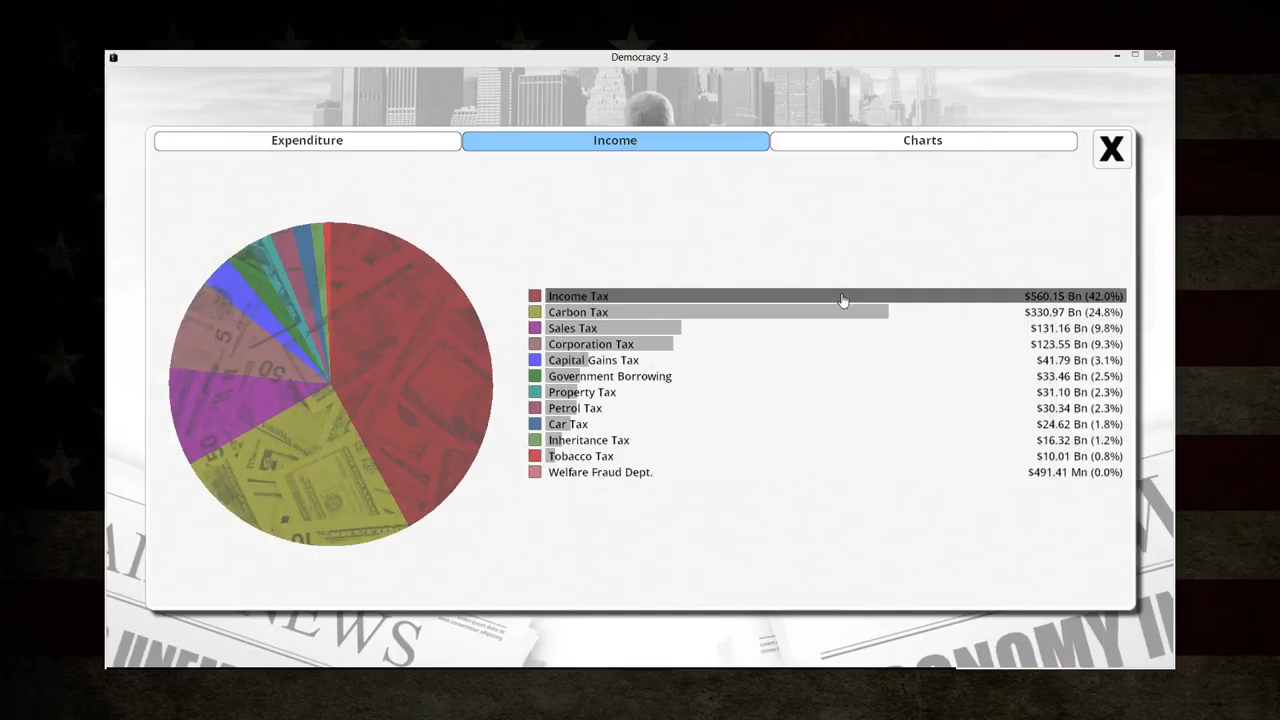 Democracy 3
Expenditure
Income
Charts
X
Income Tax $560.15 Bn (42.0%)
Carbon Tax $330.97 Bn (24.8%)
Sales Tax $131.16 Bn (9.8%)
Corporation Tax $123.55 Bn (9.3%)
Capital Gains Tax $41.79 Bn (3.1%)
Government Borrowing $33.46 Bn (2.5%)
Property Tax $31.10 Bn (2.3%)
Petrol Tax $30.34 Bn (2.3%)
Car Tax $24.62 Bn (1.8%)
Inheritance Tax $16.32 Bn (1.2%)
Tobacco Tax $10.01 Bn (0.8%)
Welfare Fraud Dept. $491.41 Mn (0.0%)
NEWS